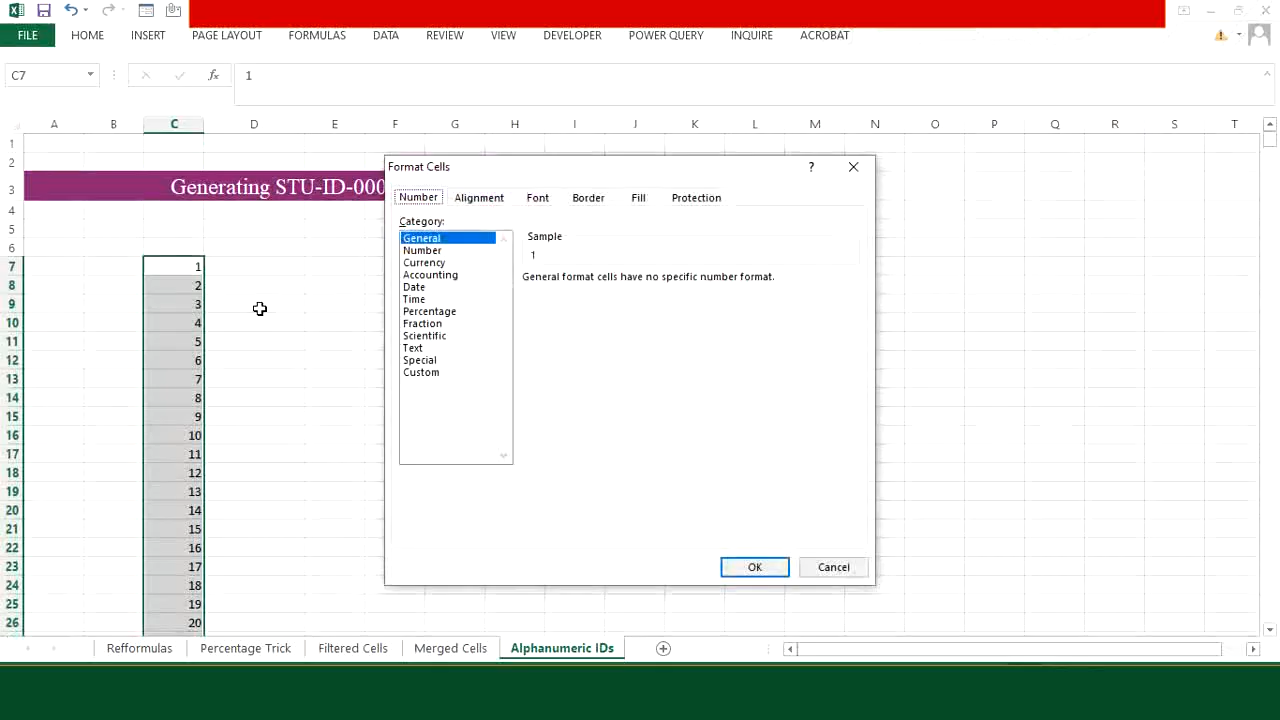 FILE HOME INSERT PAGE LAYOUT FORMULAS DATA REVIEW VIEW DEVELOPER POWER QUERY INQUIRE ACROBAT
C7 fx 1
A B C D E F G H I J K L M N O P Q R S T
1
2
3 Generating STU-ID-000
4
5
6
7 1
8 2
9 3
10 4
11 5
12 6
13 7
14 8
15 9
16 10
17 11
18 12
19 13
20 14
21 15
22 16
23 17
24 18
25 19
26 20
Format Cells ?
Number Alignment Font Border Fill Protection
Category:
General
Number
Currency
Accounting
Date
Time
Percentage
Fraction
Scientific
Text
Special
Custom
Sample
1
General format cells have no specific number format.
OK Cancel
Refformulas Percentage Trick Filtered Cells Merged Cells Alphanumeric IDs